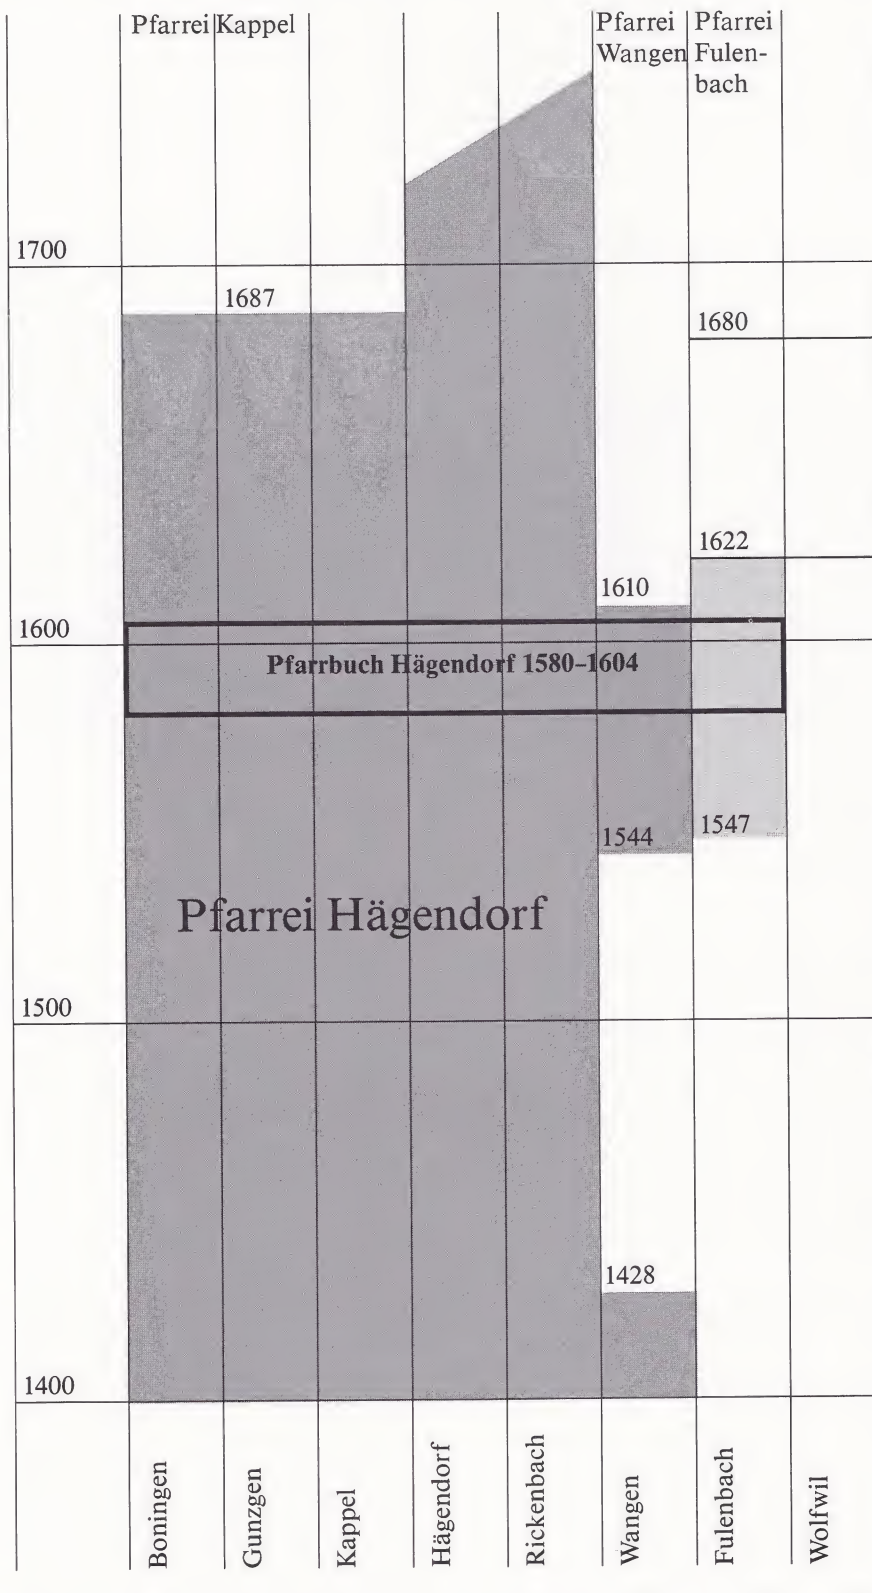 Pfarrei Kappel
Pfarrei
Wangen
Pfarrei
Fulen-
bach
1700
1687
1680
1622
1610
1600
Pfarrbuch Hägendorf 1580–1604
1544
1547
Pfarrei Hägendorf
1500
1428
1400
Boningen
Gunzgen
Kappel
Hägendorf
Rickenbach
Wangen
Fulenbach
Wolfwil